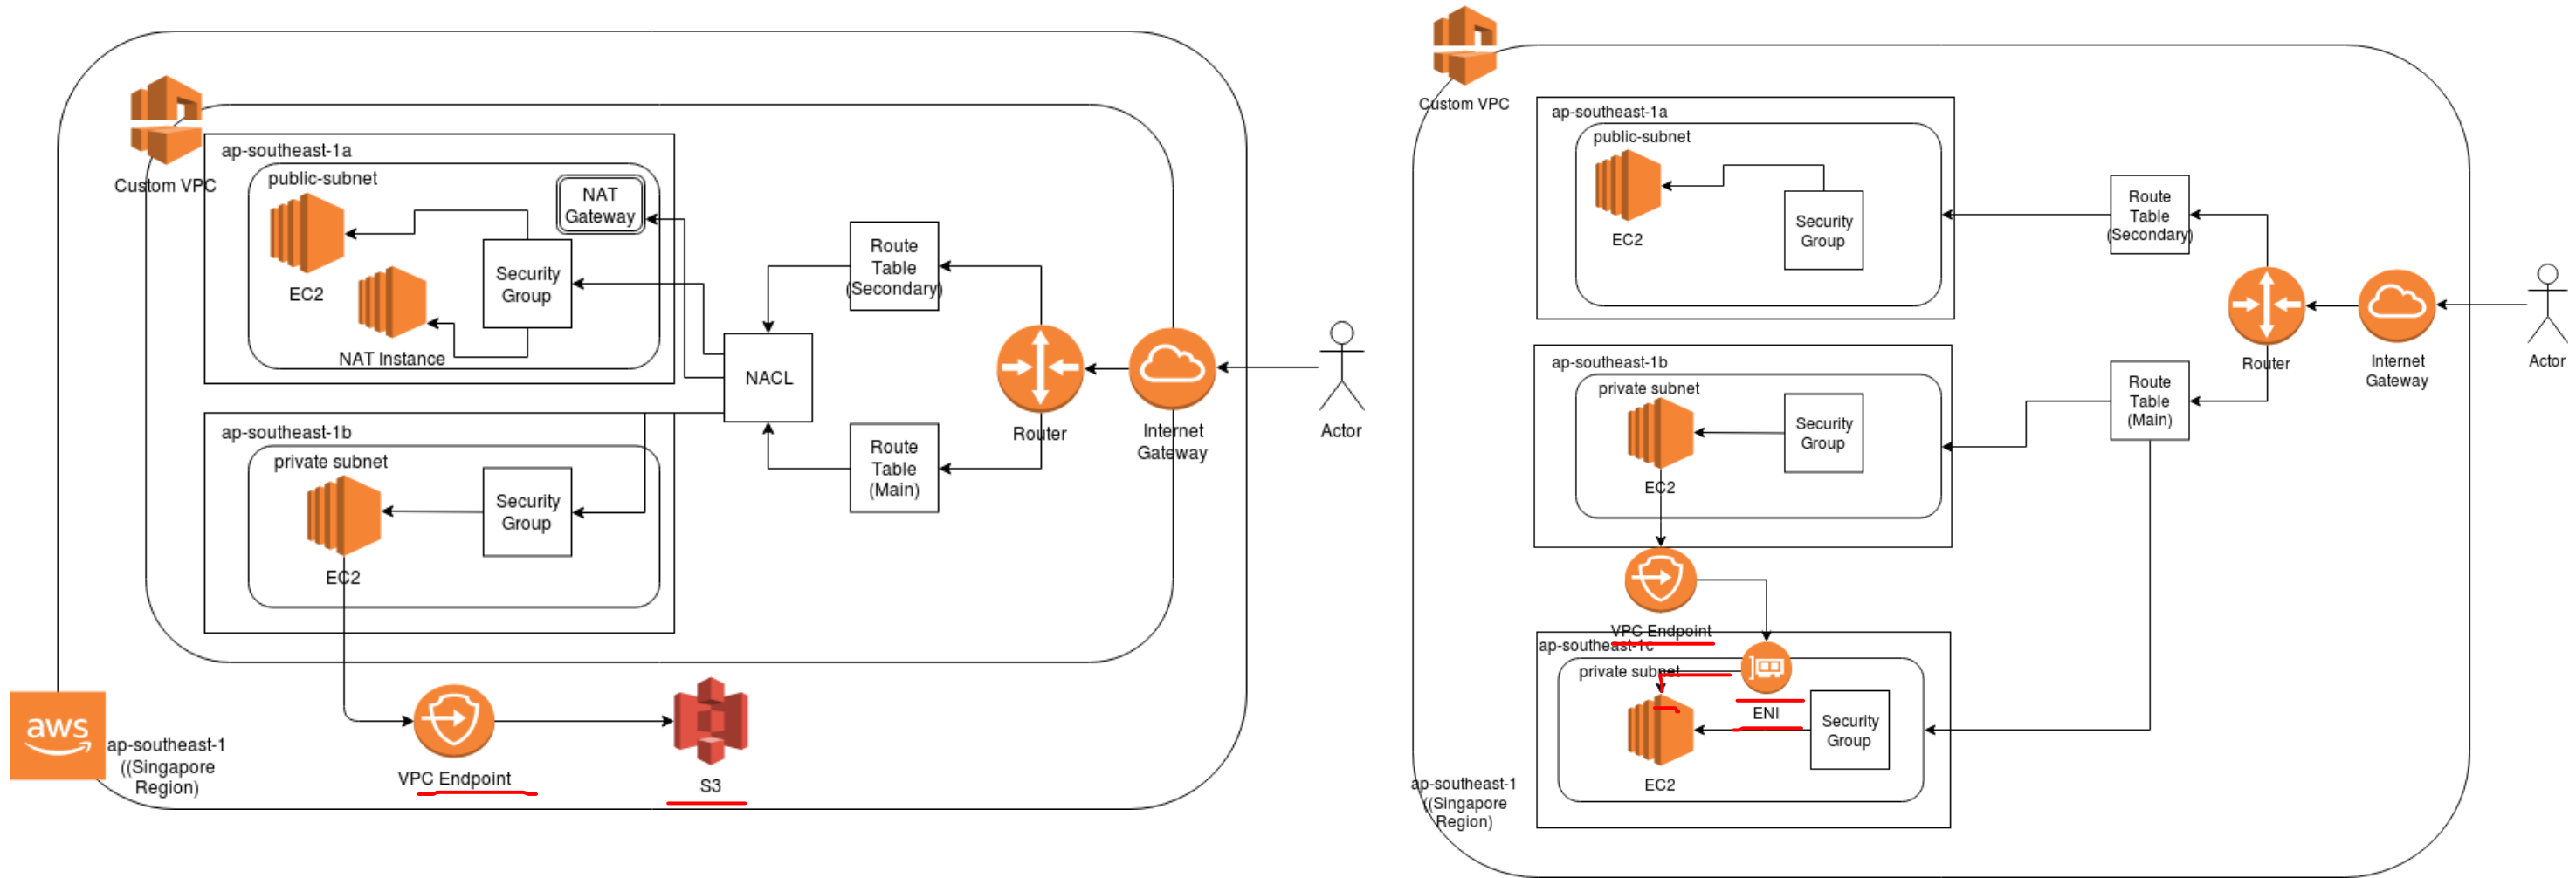 Custom VPC
ap-southeast-1a
public-subnet
NAT
Gateway
EC2
Security
Group
NAT Instance
Route
Table
(Secondary)
NACL
Router
Internet
Gateway
Actor
ap-southeast-1b
private subnet
EC2
Security
Group
Route
Table
(Main)
aws
ap-southeast-1
((Singapore
Region)
VPC Endpoint
S3
Custom VPC
ap-southeast-1a
public-subnet
EC2
Security
Group
Route
Table
(Secondary)
Router
Internet
Gateway
Actor
ap-southeast-1b
private subnet
EC2
Security
Group
Route
Table
(Main)
VPC Endpoint
ap-southeast-1c
private subnet
ENI
EC2
Security
Group
ap-southeast-1
((Singapore
Region)